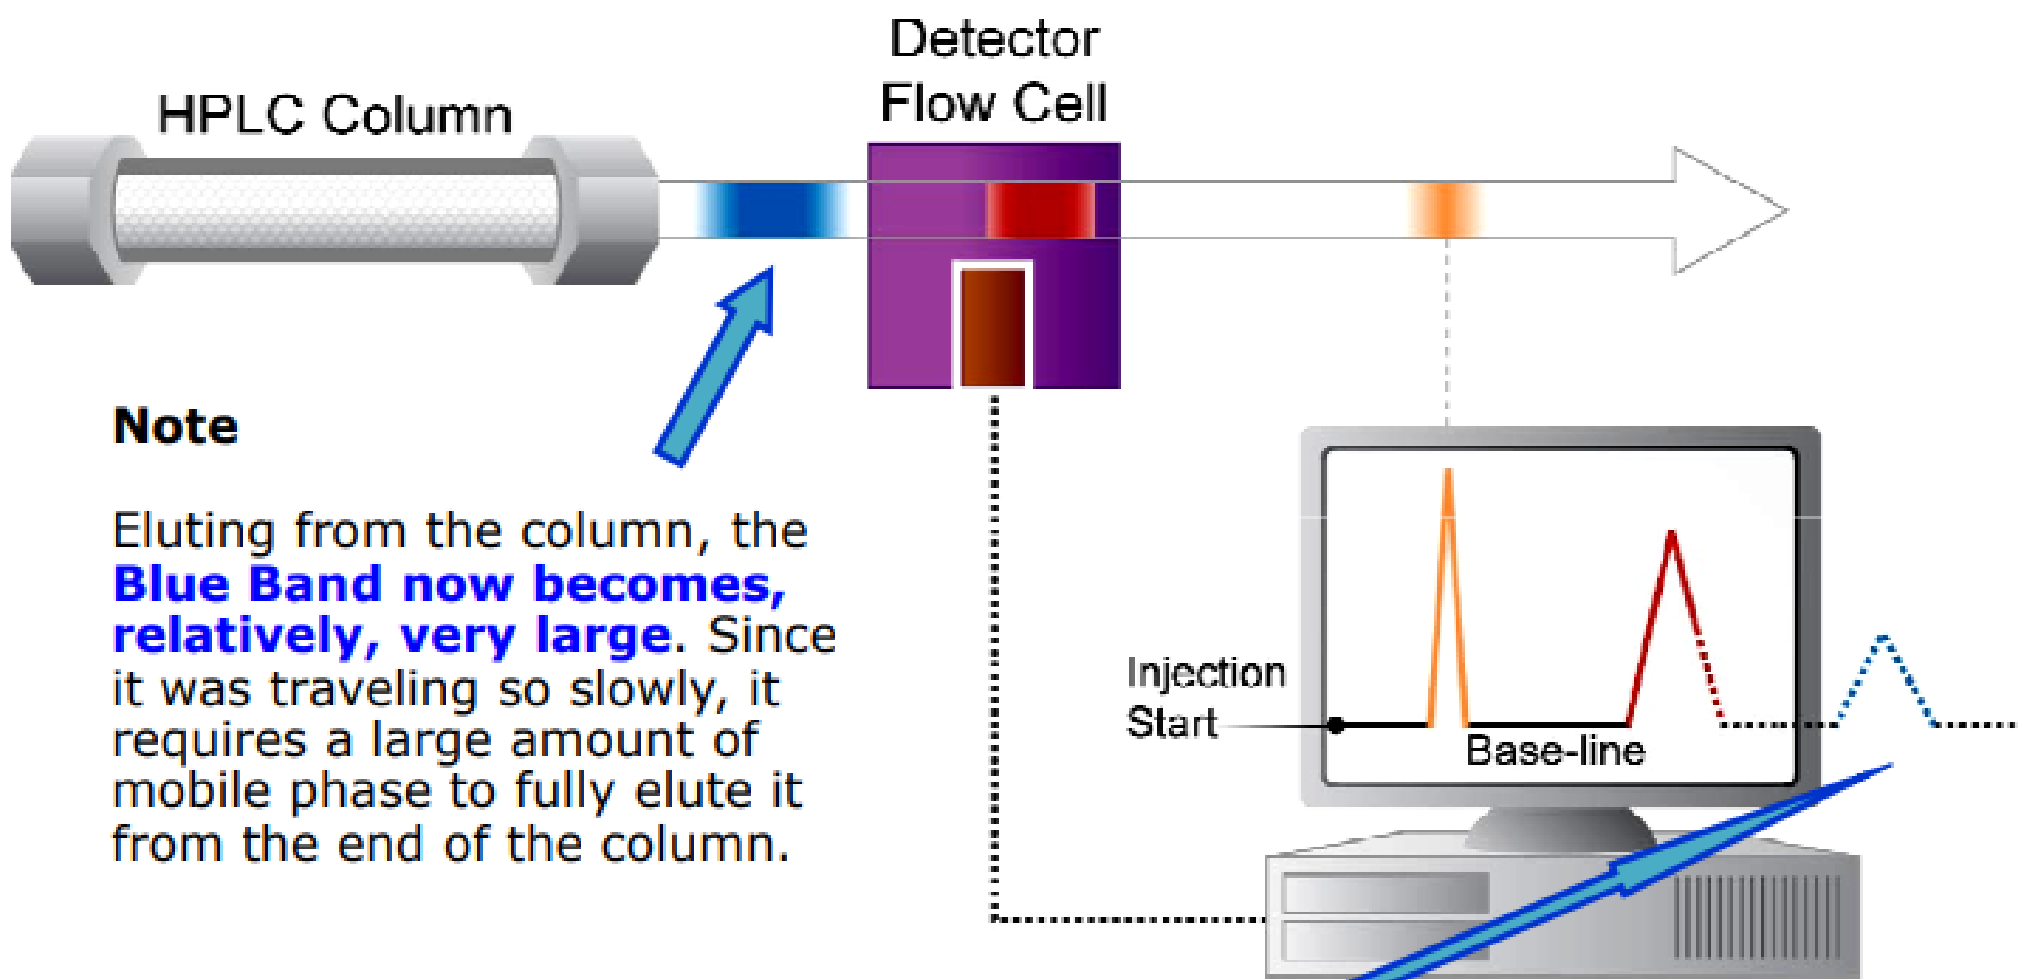 Detector
Flow Cell
HPLC Column
Note
Eluting from the column, the
Blue Band now becomes,
relatively, very large. Since
it was traveling so slowly, it
requires a large amount of
mobile phase to fully elute it
from the end of the column.
Injection
Start
Base-line